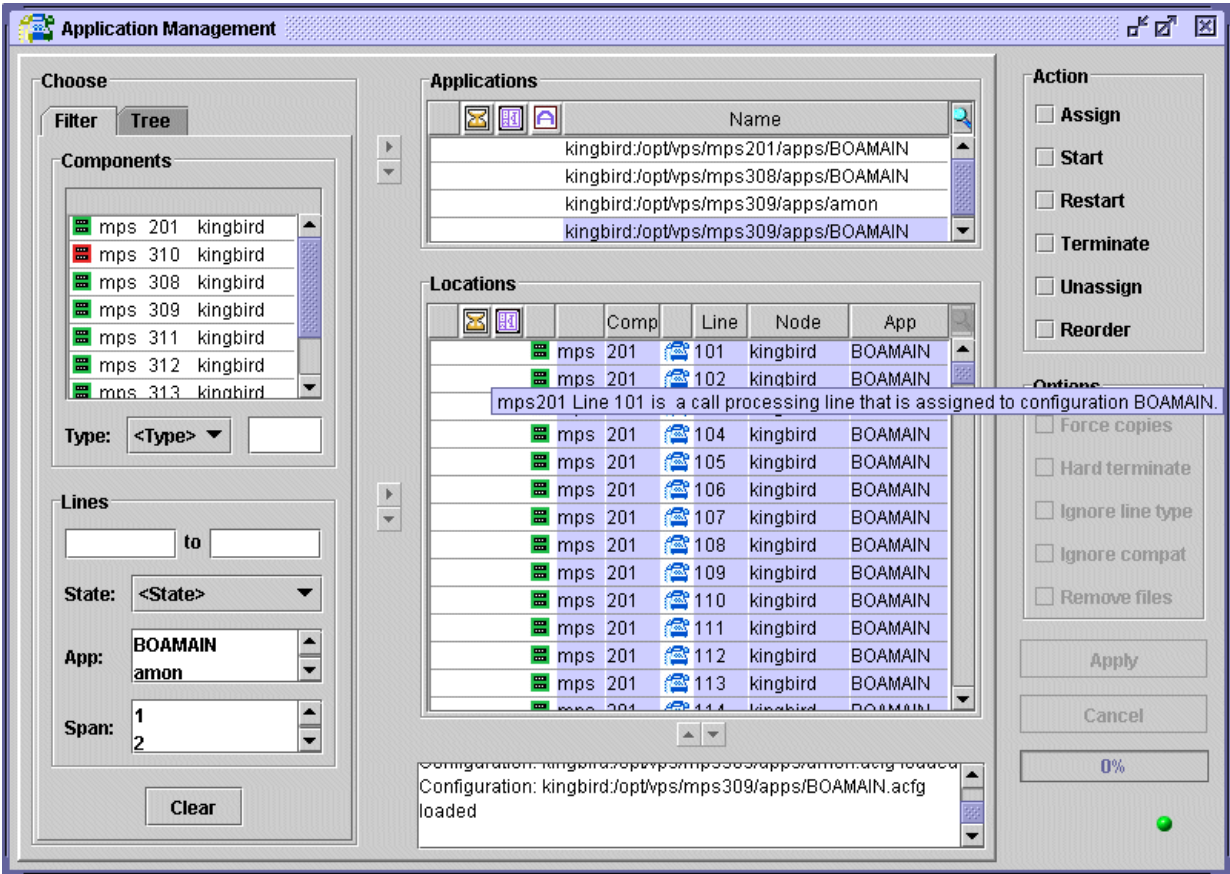 Application Management
Choose
Filter Tree
Components
mps 201 kingbird
mps 310 kingbird
mps 308 kingbird
mps 309 kingbird
mps 311 kingbird
mps 312 kingbird
mps 313 kingbird
Type: <Type>
Lines
to
State: <State>
App: BOAMAIN
amon
Span: 1
2
Clear
Applications
Name
kingbird:/opt/vps/mps201/apps/BOAMAIN
kingbird:/opt/vps/mps308/apps/BOAMAIN
kingbird:/opt/vps/mps309/apps/amon
kingbird:/opt/vps/mps309/apps/BOAMAIN
Locations
Comp Line Node App
mps 201 101 kingbird BOAMAIN
mps 201 102 kingbird BOAMAIN
mps201 Line 101 is a call processing line that is assigned to configuration BOAMAIN.
mps 201 104 kingbird BOAMAIN
mps 201 105 kingbird BOAMAIN
mps 201 106 kingbird BOAMAIN
mps 201 107 kingbird BOAMAIN
mps 201 108 kingbird BOAMAIN
mps 201 109 kingbird BOAMAIN
mps 201 110 kingbird BOAMAIN
mps 201 111 kingbird BOAMAIN
mps 201 112 kingbird BOAMAIN
mps 201 113 kingbird BOAMAIN
mps 201 114 kingbird BOAMAIN
Configuration: kingbird:/opt/vps/mps309/apps/BOAMAIN.acfg
loaded
Action
Assign
Start
Restart
Terminate
Unassign
Reorder
Options
Force copies
Hard terminate
Ignore line type
Ignore compat
Remove files
Apply
Cancel
0%